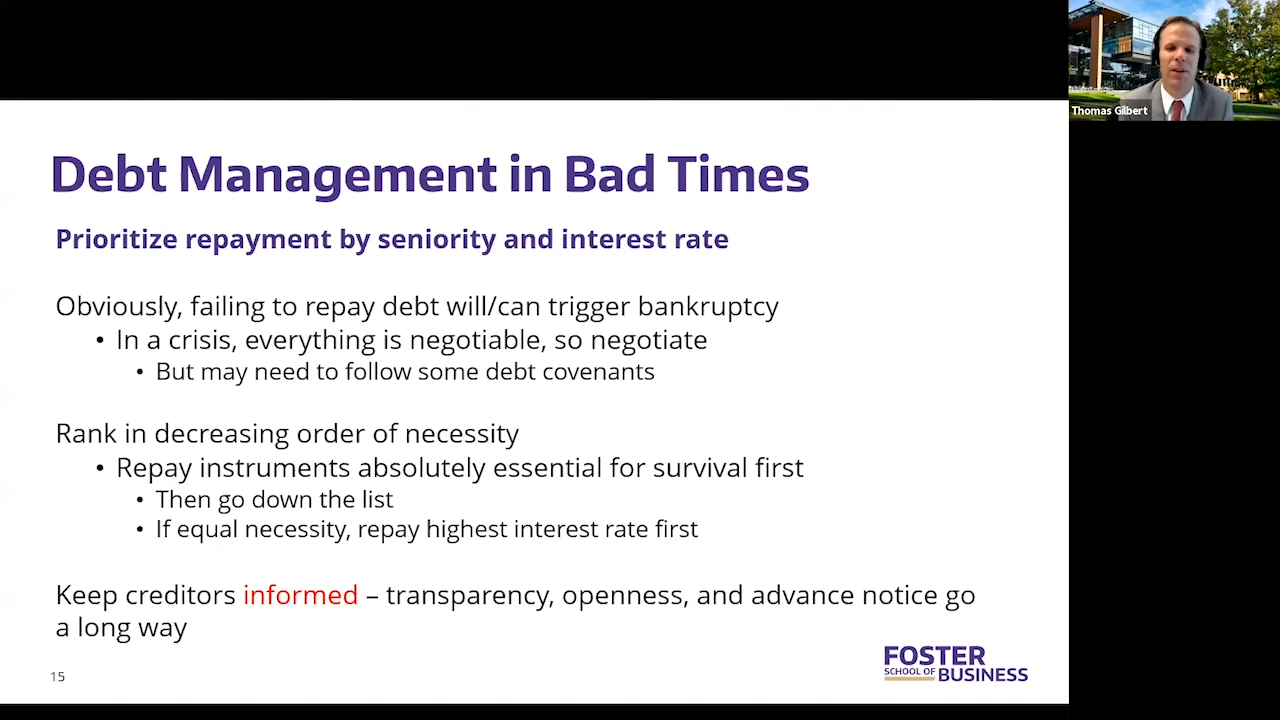 Thomas Gilbert
Debt Management in Bad Times
Prioritize repayment by seniority and interest rate
Obviously, failing to repay debt will/can trigger bankruptcy
• In a crisis, everything is negotiable, so negotiate
• But may need to follow some debt covenants
Rank in decreasing order of necessity
• Repay instruments absolutely essential for survival first
• Then go down the list
• If equal necessity, repay highest interest rate first
Keep creditors informed – transparency, openness, and advance notice go
a long way
15
FOSTER
SCHOOL OF BUSINESS